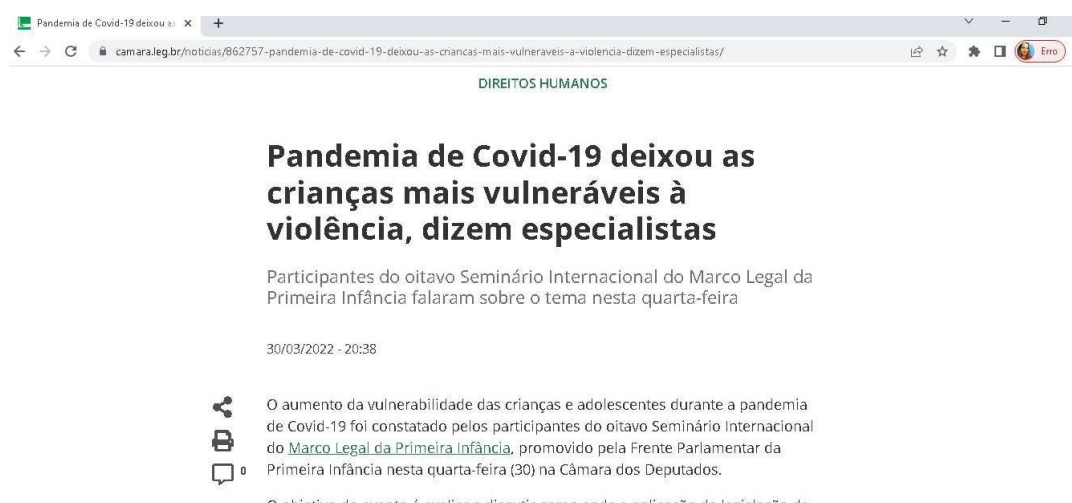 Pandemia de Covid-19 deixou a
camara.leg.br/noticias/862757-pandemia-de-covid-19-deixou-as-criancas-mais-vulneraveis-a-violencia-dizem-especialistas/
Erro
DIREITOS HUMANOS
Pandemia de Covid-19 deixou as
crianças mais vulneráveis à
violência, dizem especialistas
Participantes do oitavo Seminário Internacional do Marco Legal da
Primeira Infância falaram sobre o tema nesta quarta-feira
30/03/2022 - 20:38
O aumento da vulnerabilidade das crianças e adolescentes durante a pandemia
de Covid-19 foi constatado pelos participantes do oitavo Seminário Internacional
do Marco Legal da Primeira Infância, promovido pela Frente Parlamentar da
0 Primeira Infância nesta quarta-feira (30) na Câmara dos Deputados.